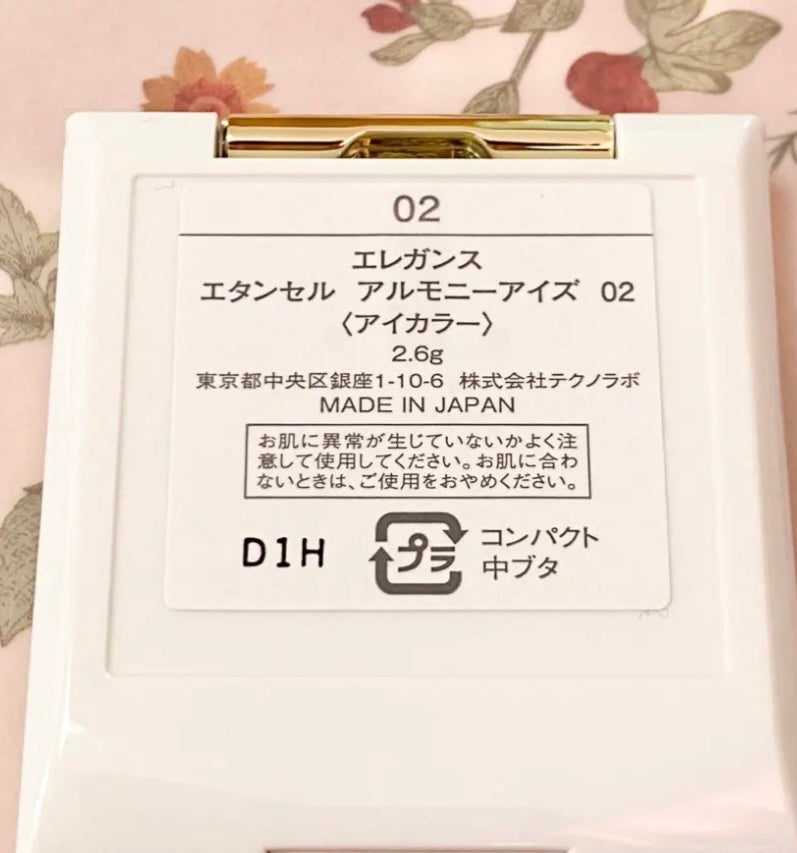 02
エレガンス
エタンセル アルモニーアイズ 02
〈アイカラー〉
2.6g
東京都中央区銀座1-10-6 株式会社テクノラボ
MADE IN JAPAN
お肌に異常が生じていないかよく注
意して使用してください。お肌に合わ
ないときは、ご使用をおやめください。
D1H
プラ
コンパクト
中ブタ